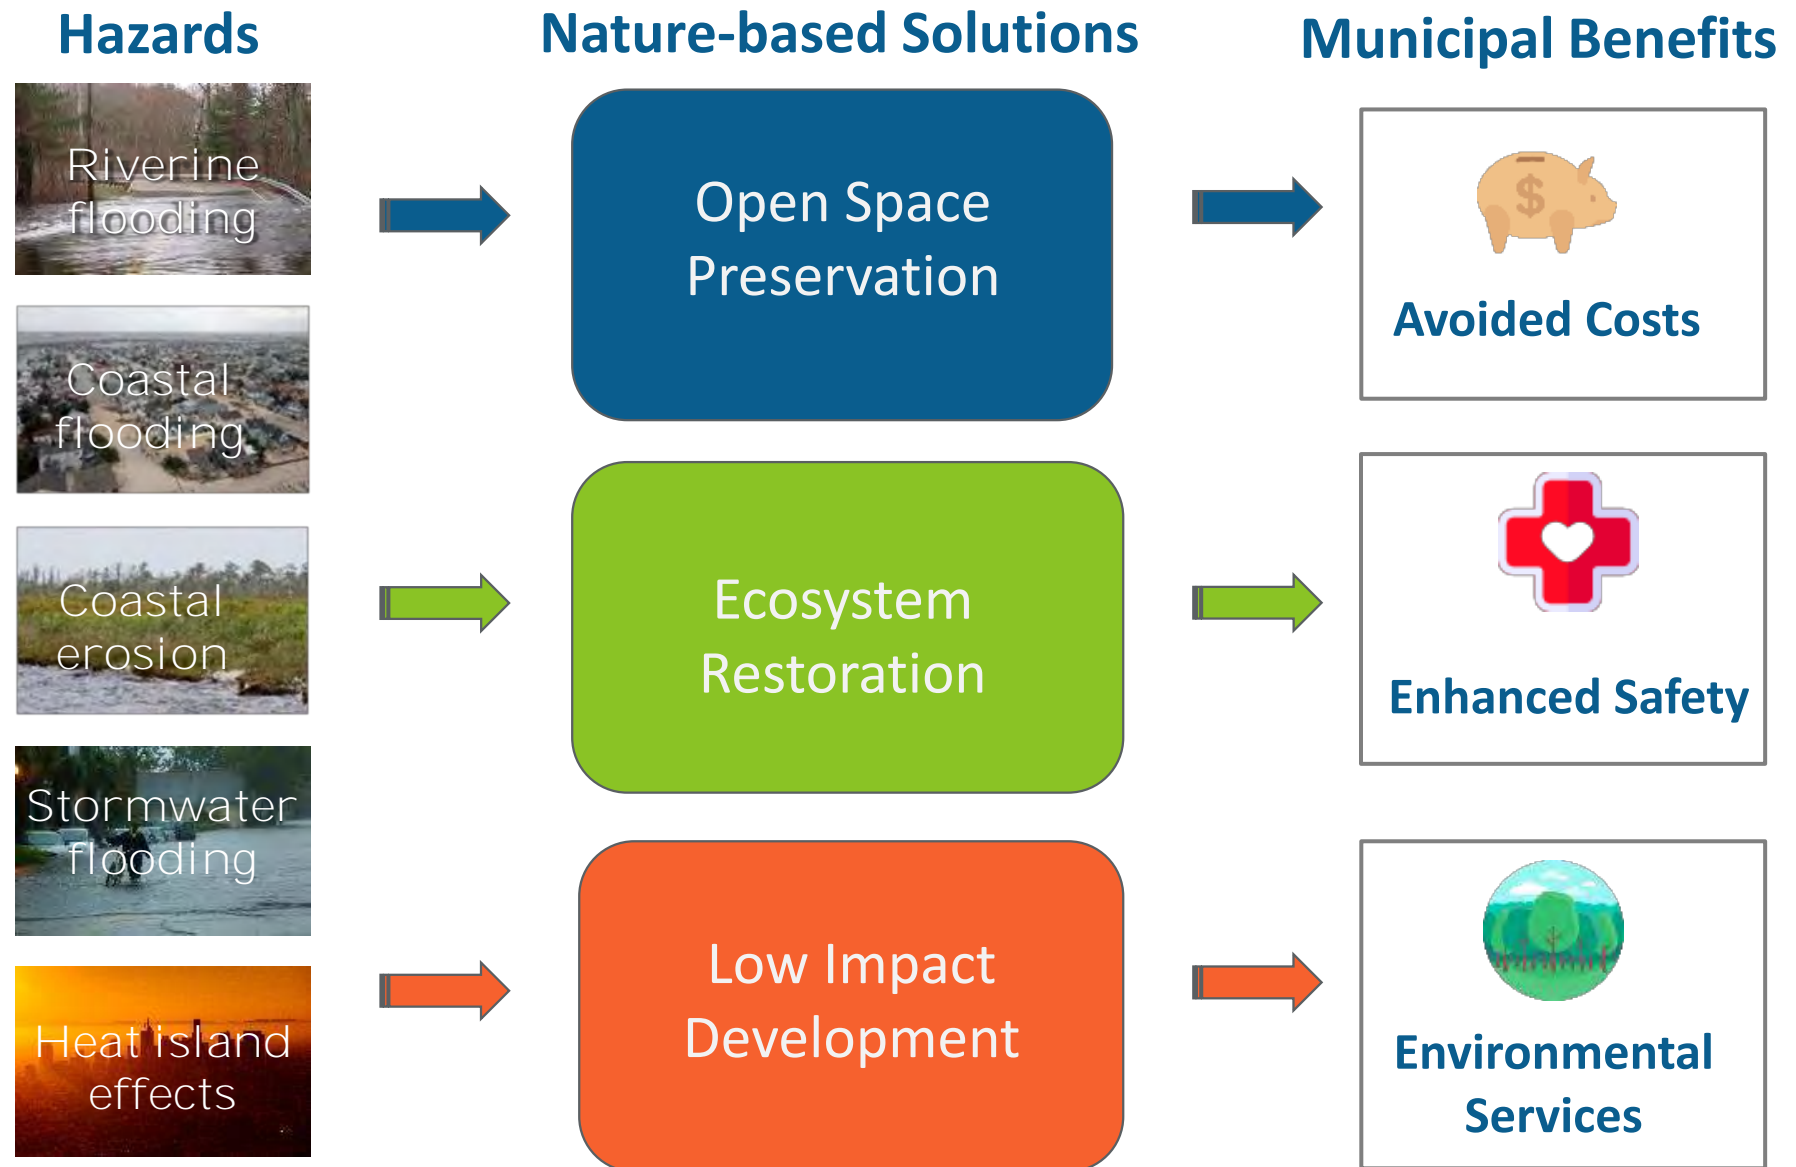 Hazards
Nature-based Solutions
Municipal Benefits
Riverine
flooding
Coastal
flooding
Coastal
erosion
Stormwater
flooding
Heat island
effects
Open Space
Preservation
Ecosystem
Restoration
Low Impact
Development
$
Avoided Costs
Enhanced Safety
Environmental
Services